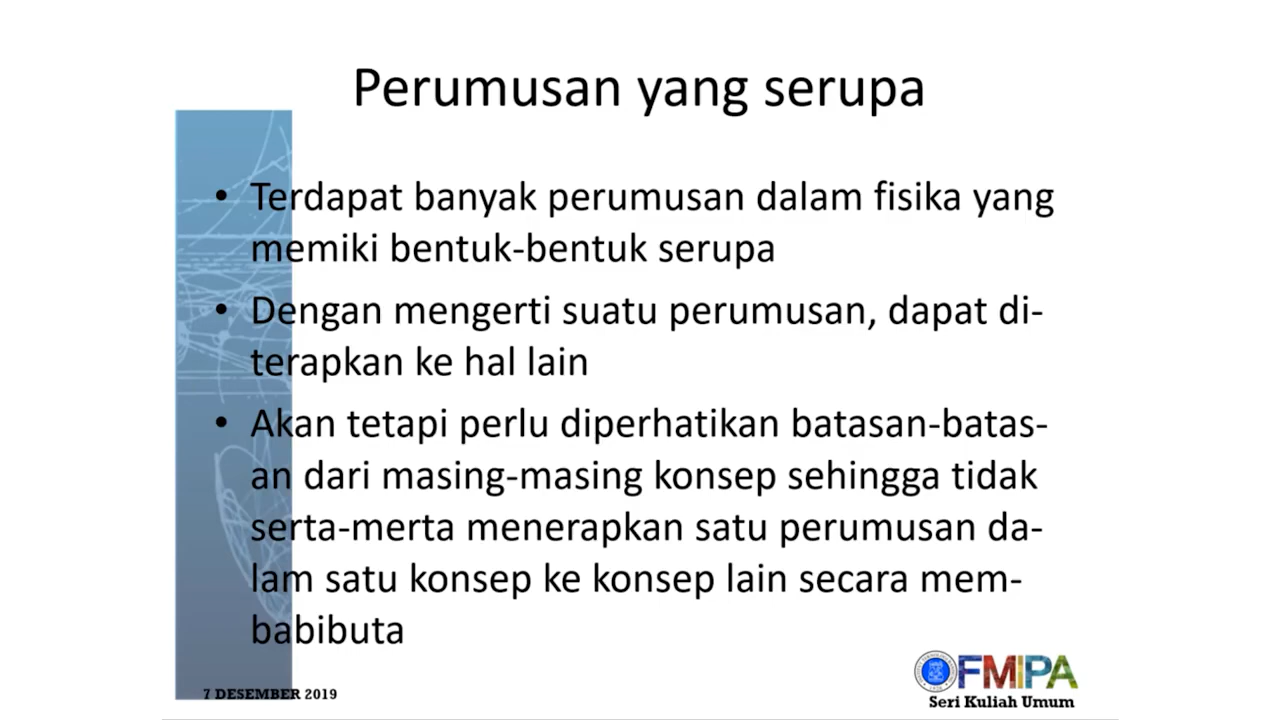 Perumusan yang serupa
• Terdapat banyak perumusan dalam fisika yang
memiki bentuk-bentuk serupa
• Dengan mengerti suatu perumusan, dapat di-
terapkan ke hal lain
• Akan tetapi perlu diperhatikan batasan-batas-
an dari masing-masing konsep sehingga tidak
serta-merta menerapkan satu perumusan da-
lam satu konsep ke konsep lain secara mem-
babibuta
7 DESEMBER 2019
FMIPA
Seri Kuliah Umum